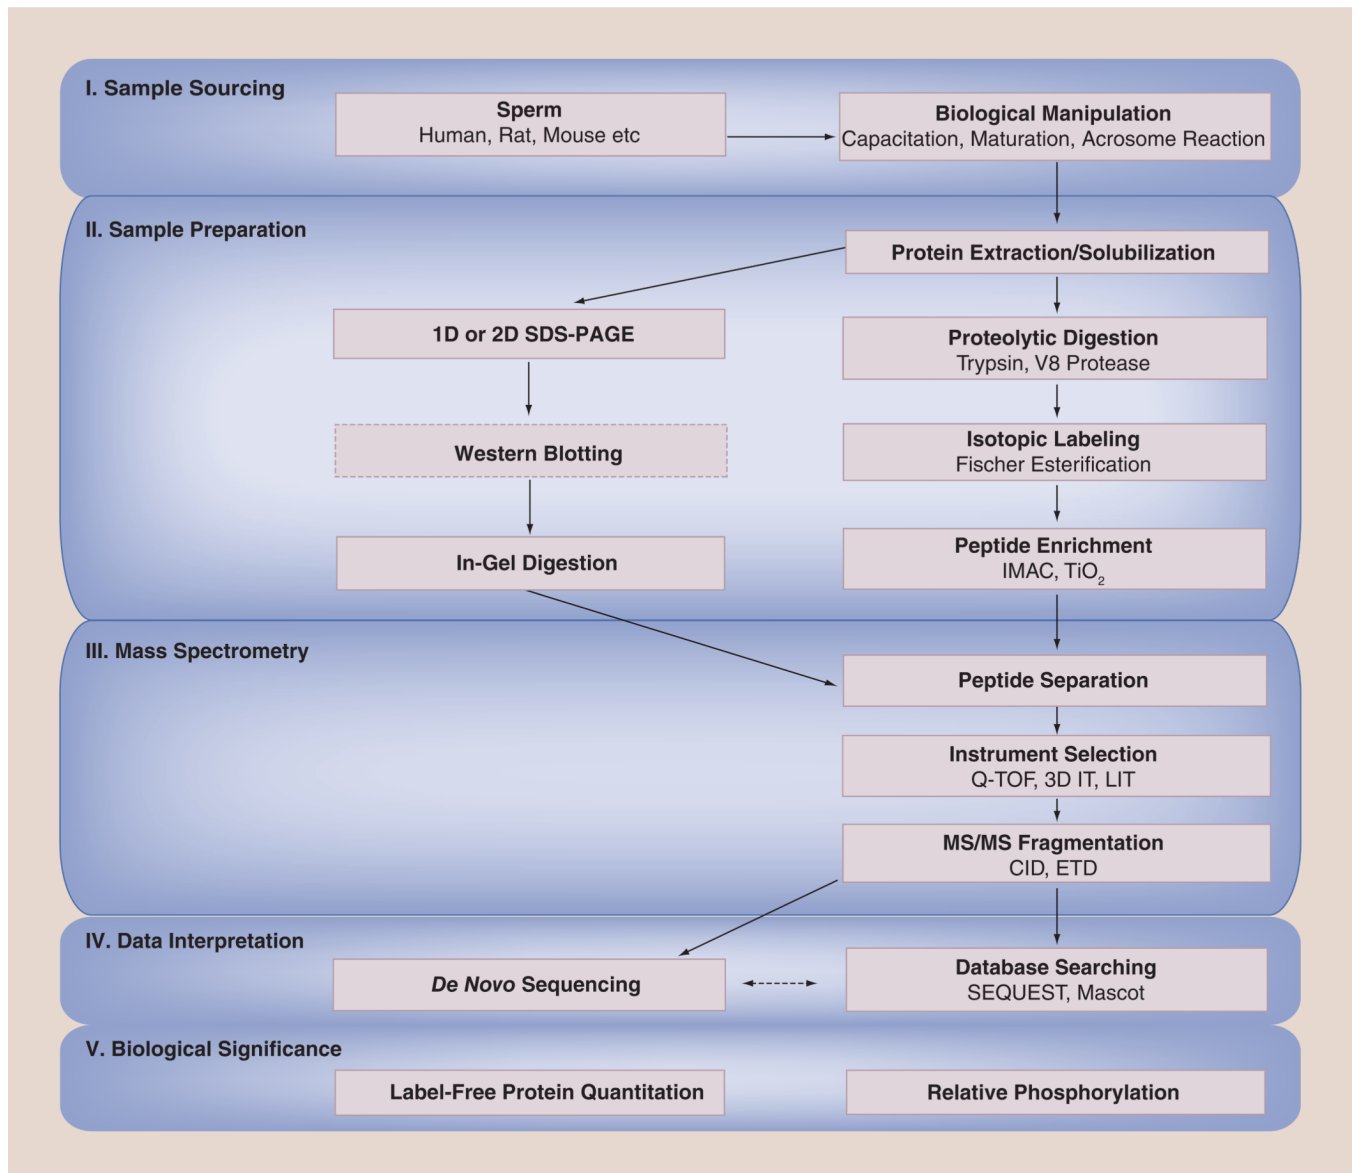 I. Sample Sourcing
Sperm
Human, Rat, Mouse etc
Biological Manipulation
Capacitation, Maturation, Acrosome Reaction
II. Sample Preparation
Protein Extraction/Solubilization
1D or 2D SDS-PAGE
Proteolytic Digestion
Trypsin, V8 Protease
Western Blotting
Isotopic Labeling
Fischer Esterification
In-Gel Digestion
Peptide Enrichment
IMAC, TiO₂
III. Mass Spectrometry
Peptide Separation
Instrument Selection
Q-TOF, 3D IT, LIT
MS/MS Fragmentation
CID, ETD
IV. Data Interpretation
De Novo Sequencing
Database Searching
SEQUEST, Mascot
V. Biological Significance
Label-Free Protein Quantitation
Relative Phosphorylation